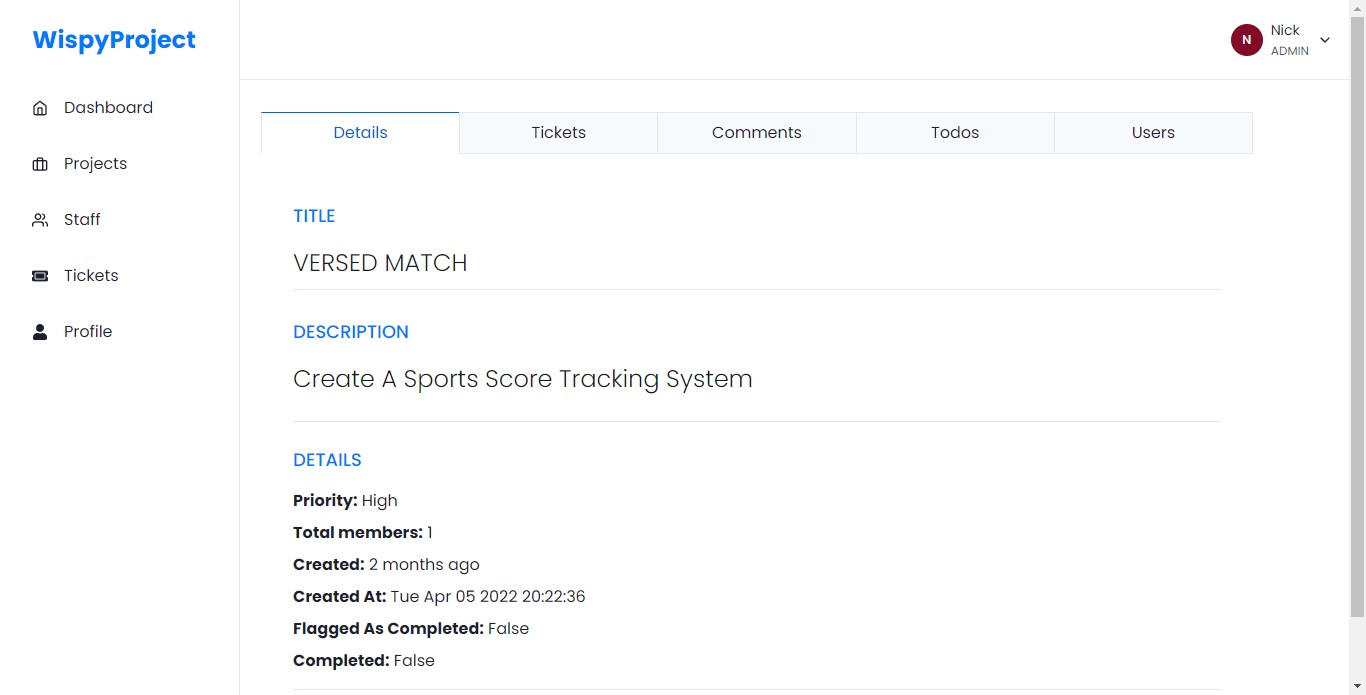 WispyProject
N
Nick
ADMIN
Dashboard
Projects
Staff
Tickets
Profile
Details
Tickets
Comments
Todos
Users
TITLE
VERSED MATCH
DESCRIPTION
Create A Sports Score Tracking System
DETAILS
Priority: High
Total members: 1
Created: 2 months ago
Created At: Tue Apr 05 2022 20:22:36
Flagged As Completed: False
Completed: False